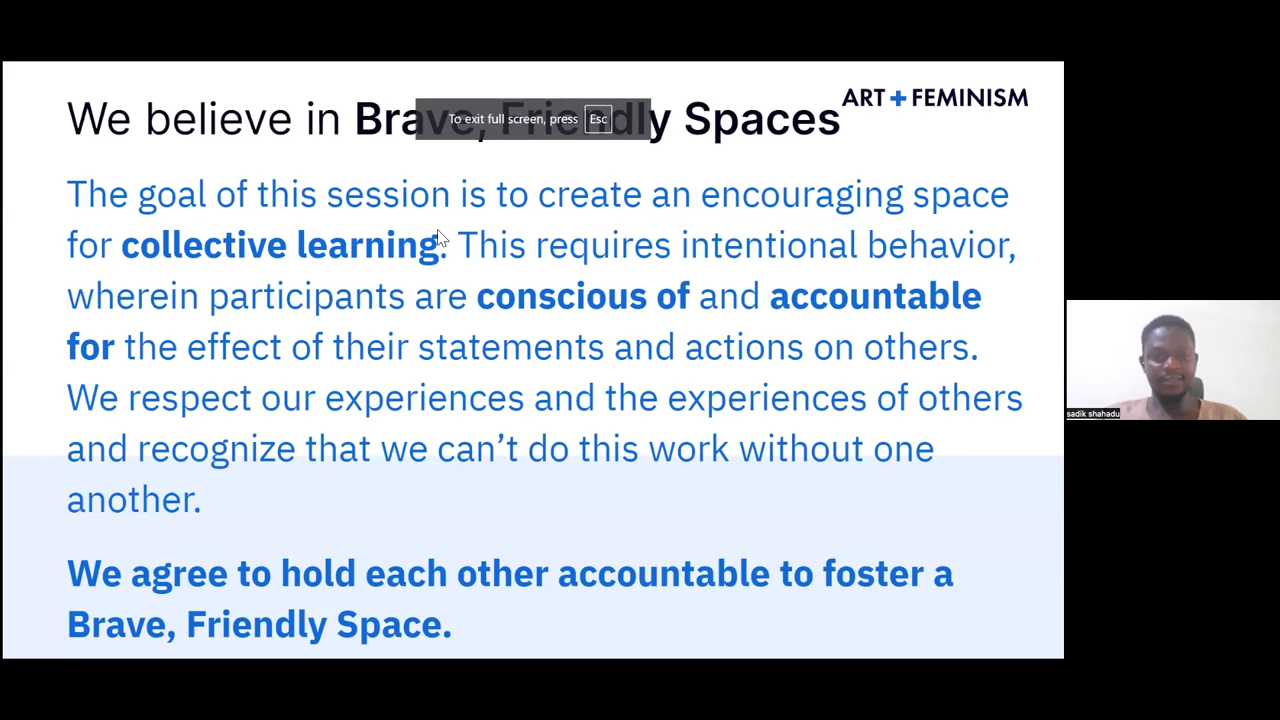 We believe in Brave, Friendly Spaces
ART+FEMINISM
To exit full screen, press Esc
The goal of this session is to create an encouraging space
for collective learning. This requires intentional behavior,
wherein participants are conscious of and accountable
for the effect of their statements and actions on others.
We respect our experiences and the experiences of others
and recognize that we can’t do this work without one
another.
We agree to hold each other accountable to foster a
Brave, Friendly Space.
sadik shahadu